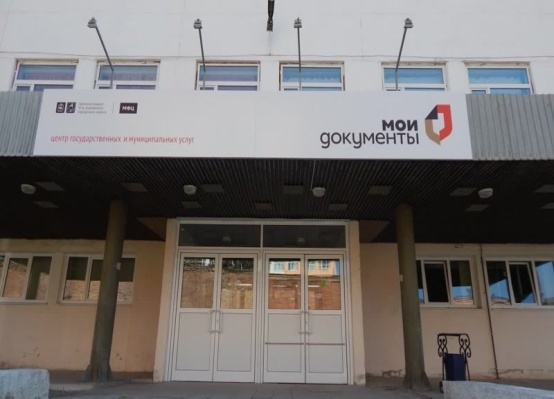 МФЦ
центр государственных и муниципальных услуг
мои
документы